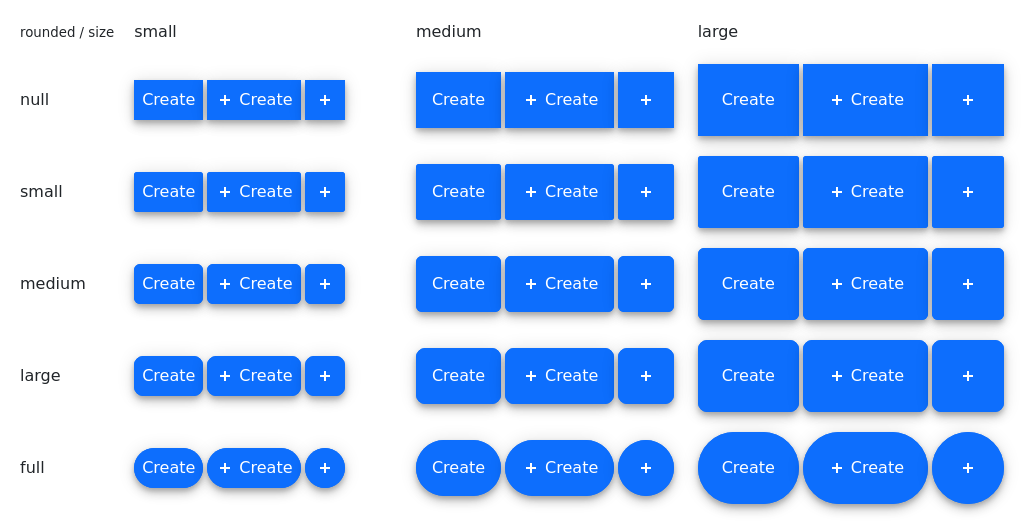 rounded / size small medium large
null Create + Create + Create + Create + Create + Create +
small Create + Create + Create + Create + Create + Create +
medium Create + Create + Create + Create + Create + Create +
large Create + Create + Create + Create + Create + Create +
full Create + Create + Create + Create + Create + Create +